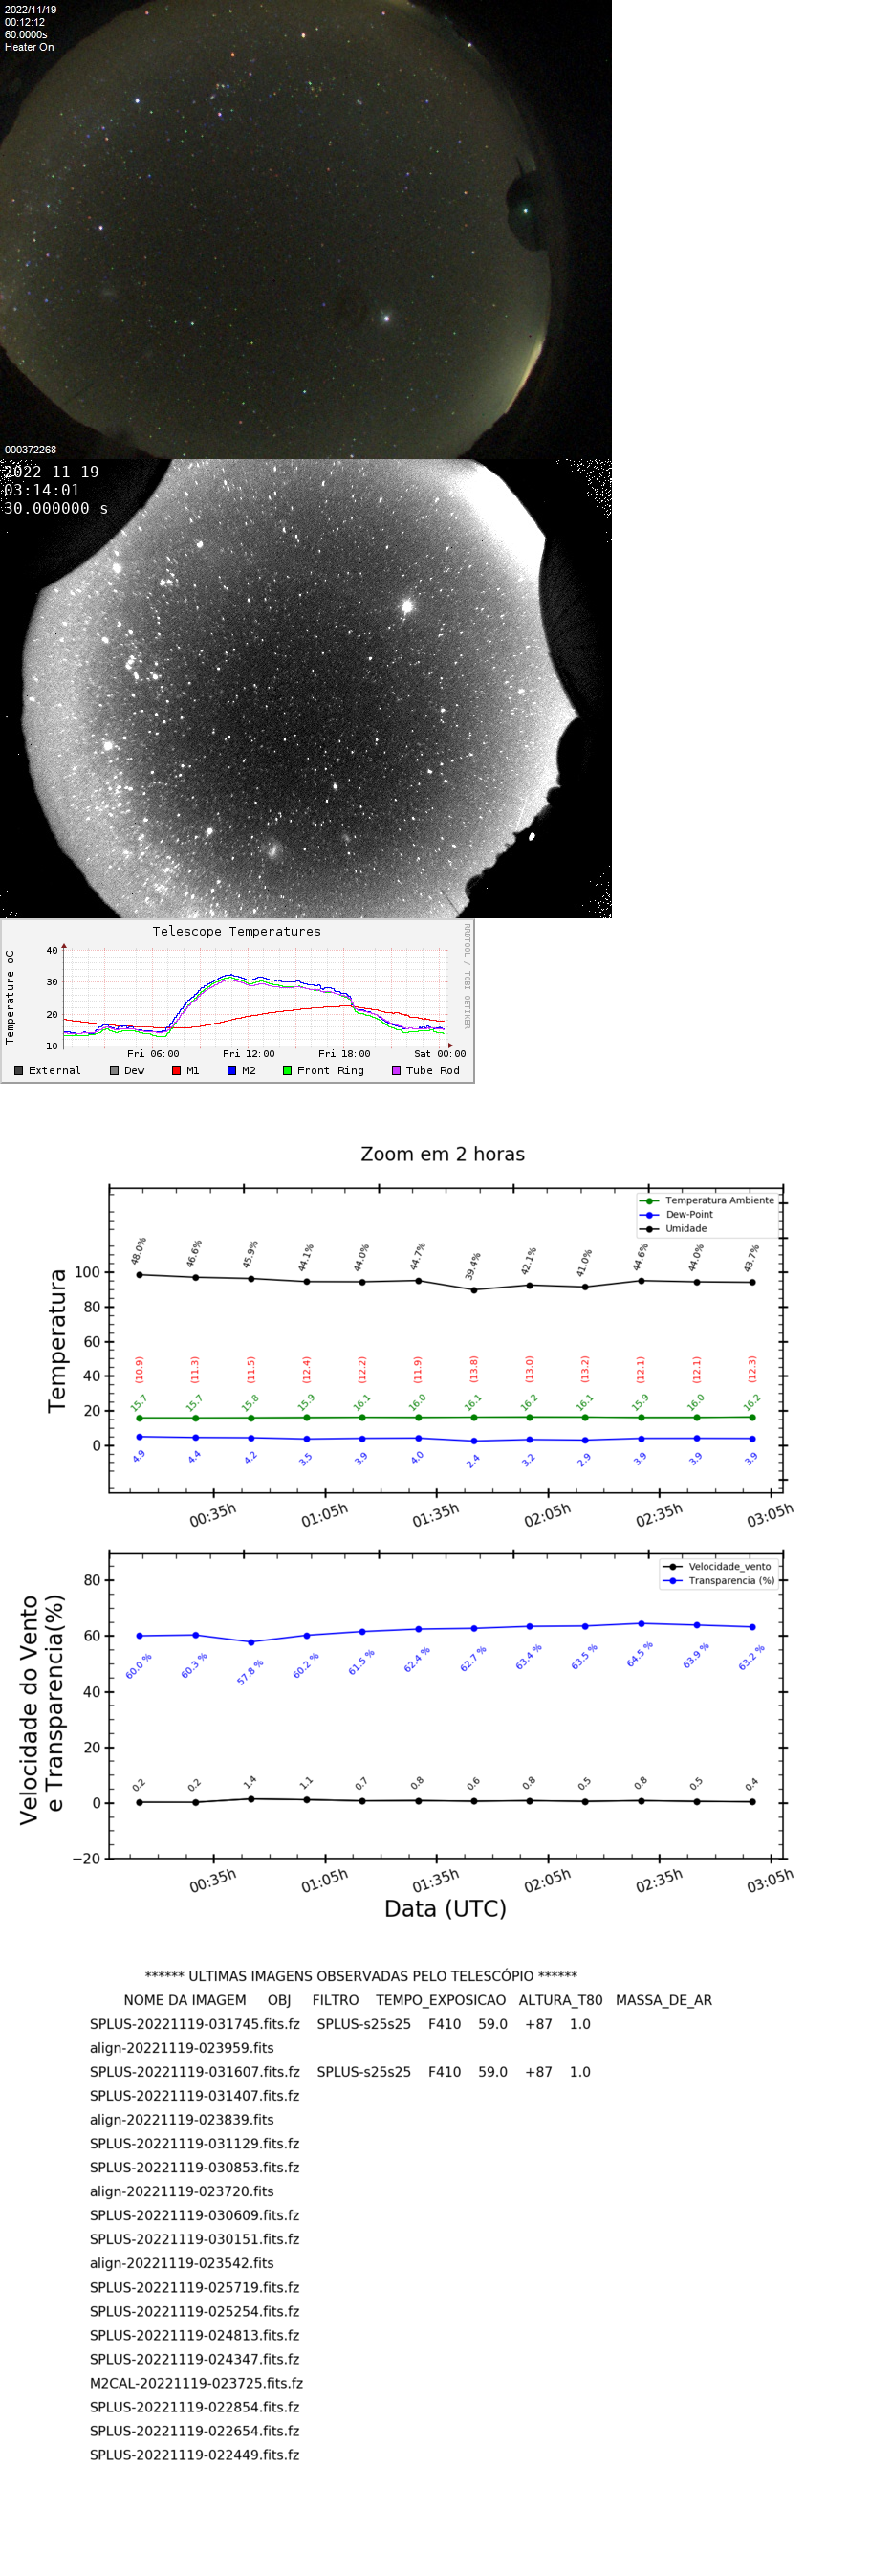 2022/11/19
00:12:12
60.0000s
Heater On
000372268
2022-11-19
03:14:01
30.000000 s
Telescope Temperatures
RRDTOOL / TOBI OETIKER
Temperature oC
40
30
20
10
Fri 06:00 Fri 12:00 Fri 18:00 Sat 00:00
External Dew M1 M2 Front Ring Tube Rod
Zoom em 2 horas
Temperatura Ambiente
Dew-Point
Umidade
Temperatura
100
80
60
40
20
0
48.0% 46.6% 45.9% 44.1% 44.0% 44.7% 39.4% 42.1% 41.0% 44.6% 44.0% 43.7%
(10.9) (11.3) (11.5) (12.4) (12.2) (11.9) (13.8) (13.0) (13.2) (12.1) (12.1) (12.3)
15.7 15.7 15.8 15.9 16.1 16.0 16.1 16.2 16.1 15.9 16.0 16.2
4.9 4.4 4.2 3.5 3.9 4.0 2.4 3.2 2.9 3.9 3.9 3.9
00:35h 01:05h 01:35h 02:05h 02:35h 03:05h
Velocidade_vento
Transparencia (%)
Velocidade do Vento
e Transparencia(%)
80
60
40
20
0
−20
60.0 % 60.3 % 57.8 % 60.2 % 61.5 % 62.4 % 62.7 % 63.4 % 63.5 % 64.5 % 63.9 % 63.2 %
0.2 0.2 1.4 1.1 0.7 0.8 0.6 0.8 0.5 0.8 0.5 0.4
00:35h 01:05h 01:35h 02:05h 02:35h 03:05h
Data (UTC)
****** ULTIMAS IMAGENS OBSERVADAS PELO TELESCÓPIO ******
NOME DA IMAGEM OBJ FILTRO TEMPO_EXPOSICAO ALTURA_T80 MASSA_DE_AR
SPLUS-20221119-031745.fits.fz SPLUS-s25s25 F410 59.0 +87 1.0
align-20221119-023959.fits
SPLUS-20221119-031607.fits.fz SPLUS-s25s25 F410 59.0 +87 1.0
SPLUS-20221119-031407.fits.fz
align-20221119-023839.fits
SPLUS-20221119-031129.fits.fz
SPLUS-20221119-030853.fits.fz
align-20221119-023720.fits
SPLUS-20221119-030609.fits.fz
SPLUS-20221119-030151.fits.fz
align-20221119-023542.fits
SPLUS-20221119-025719.fits.fz
SPLUS-20221119-025254.fits.fz
SPLUS-20221119-024813.fits.fz
SPLUS-20221119-024347.fits.fz
M2CAL-20221119-023725.fits.fz
SPLUS-20221119-022854.fits.fz
SPLUS-20221119-022654.fits.fz
SPLUS-20221119-022449.fits.fz